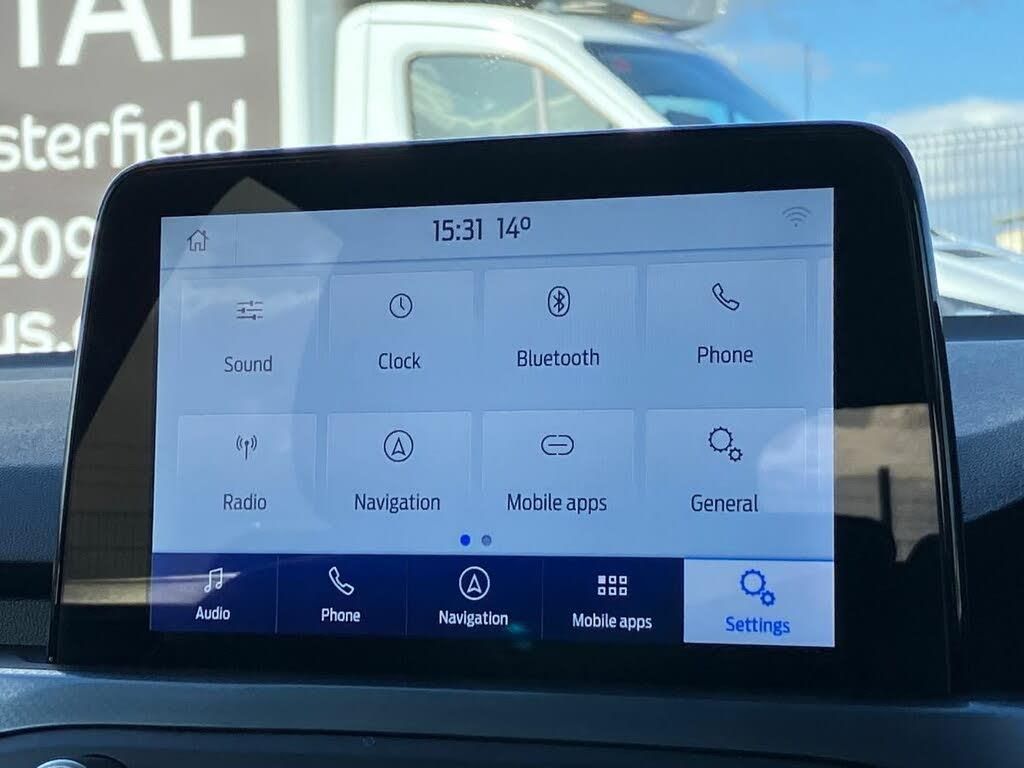 TAL
sterfield
209
us.
15:31 14º
Sound Clock Bluetooth Phone
Radio Navigation Mobile apps General
Audio Phone Navigation Mobile apps Settings